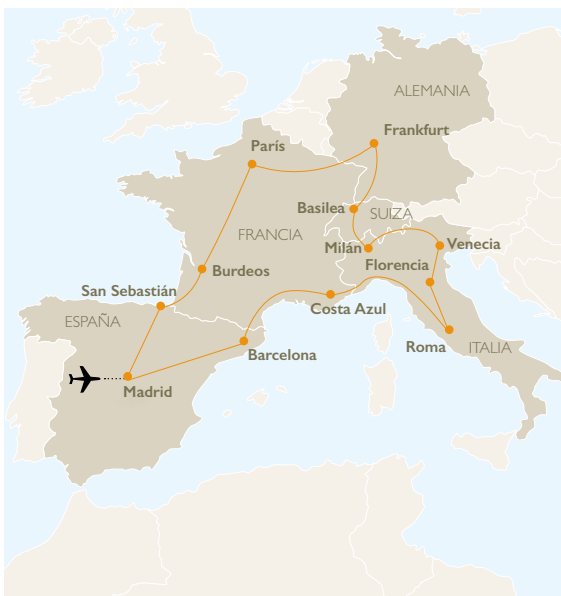 ALEMANIA
Frankfurt
París
Basilea
SUIZA
FRANCIA
Milán
Venecia
Florencia
Burdeos
San Sebastián
Costa Azul
ESPAÑA
Roma
ITALIA
Barcelona
Madrid